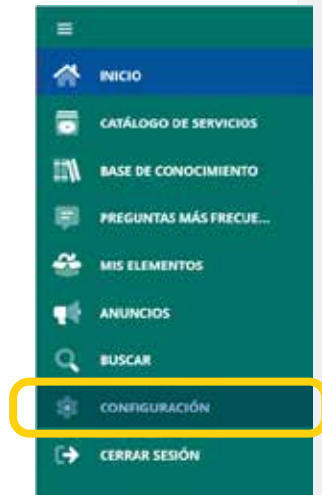 INICIO
CATÁLOGO DE SERVICIOS
BASE DE CONOCIMIENTO
PREGUNTAS MÁS FRECUE...
MIS ELEMENTOS
ANUNCIOS
BUSCAR
CONFIGURACIÓN
CERRAR SESIÓN